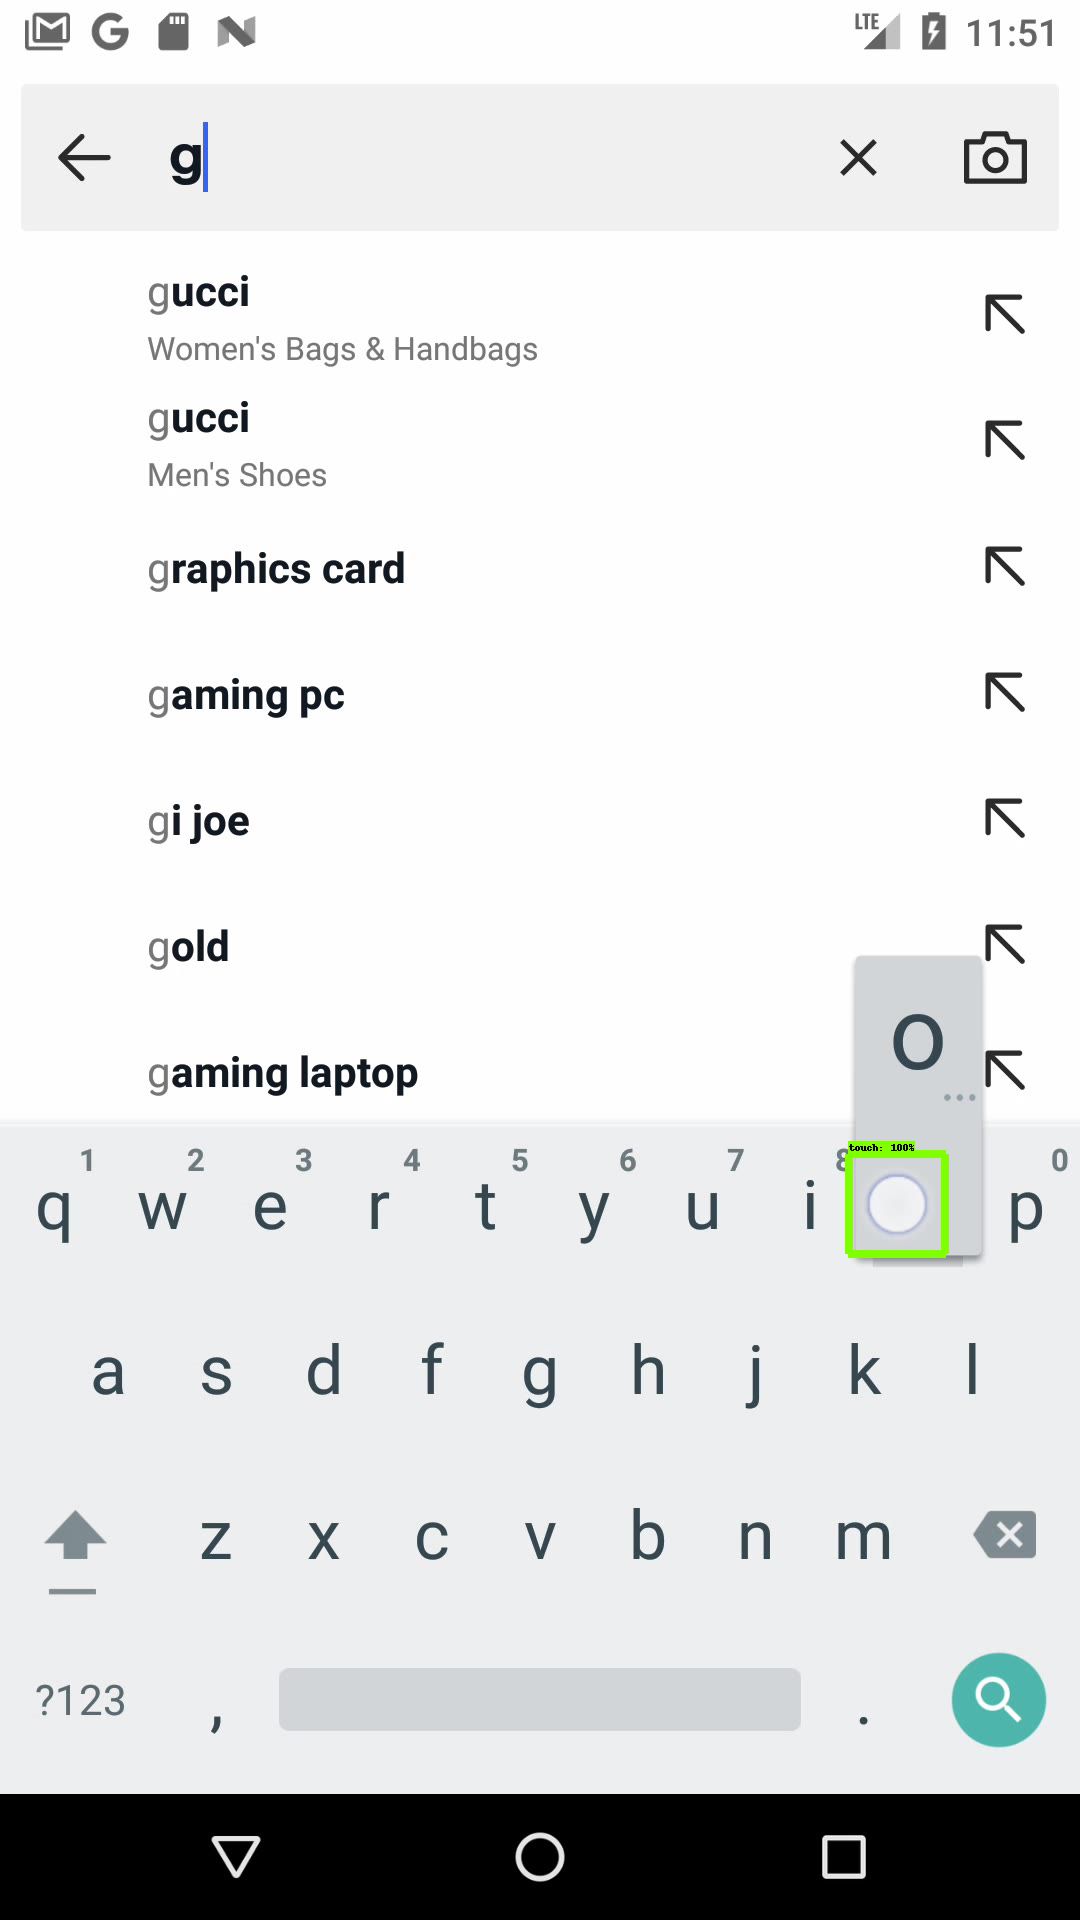 LTE 11:51
g
gucci
Women's Bags & Handbags
gucci
Men's Shoes
graphics card
gaming pc
gi joe
gold
gaming laptop
o
...
touch: 100%
1 2 3 4 5 6 7 8 0
q w e r t y u i p
a s d f g h j k l
z x c v b n m
?123 , .